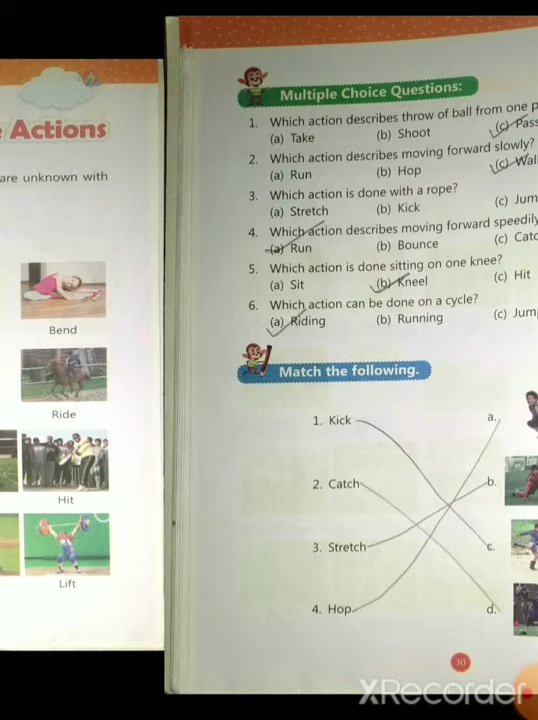 Actions
are unknown with
Bend
Ride
Hit
Lift
Multiple Choice Questions:
1. Which action describes throw of ball from one p
(a) Take (b) Shoot (c) Pass
2. Which action describes moving forward slowly?
(a) Run (b) Hop (c) Wal
3. Which action is done with a rope?
(a) Stretch (b) Kick (c) Jum
4. Which action describes moving forward speedily
(a) Run (b) Bounce (c) Catc
5. Which action is done sitting on one knee?
(a) Sit (b) Kneel (c) Hit
6. Which action can be done on a cycle?
(a) Riding (b) Running (c) Jump
Match the following.
1. Kick a.
2. Catch b.
3. Stretch c.
4. Hop d.
30
XRecorder